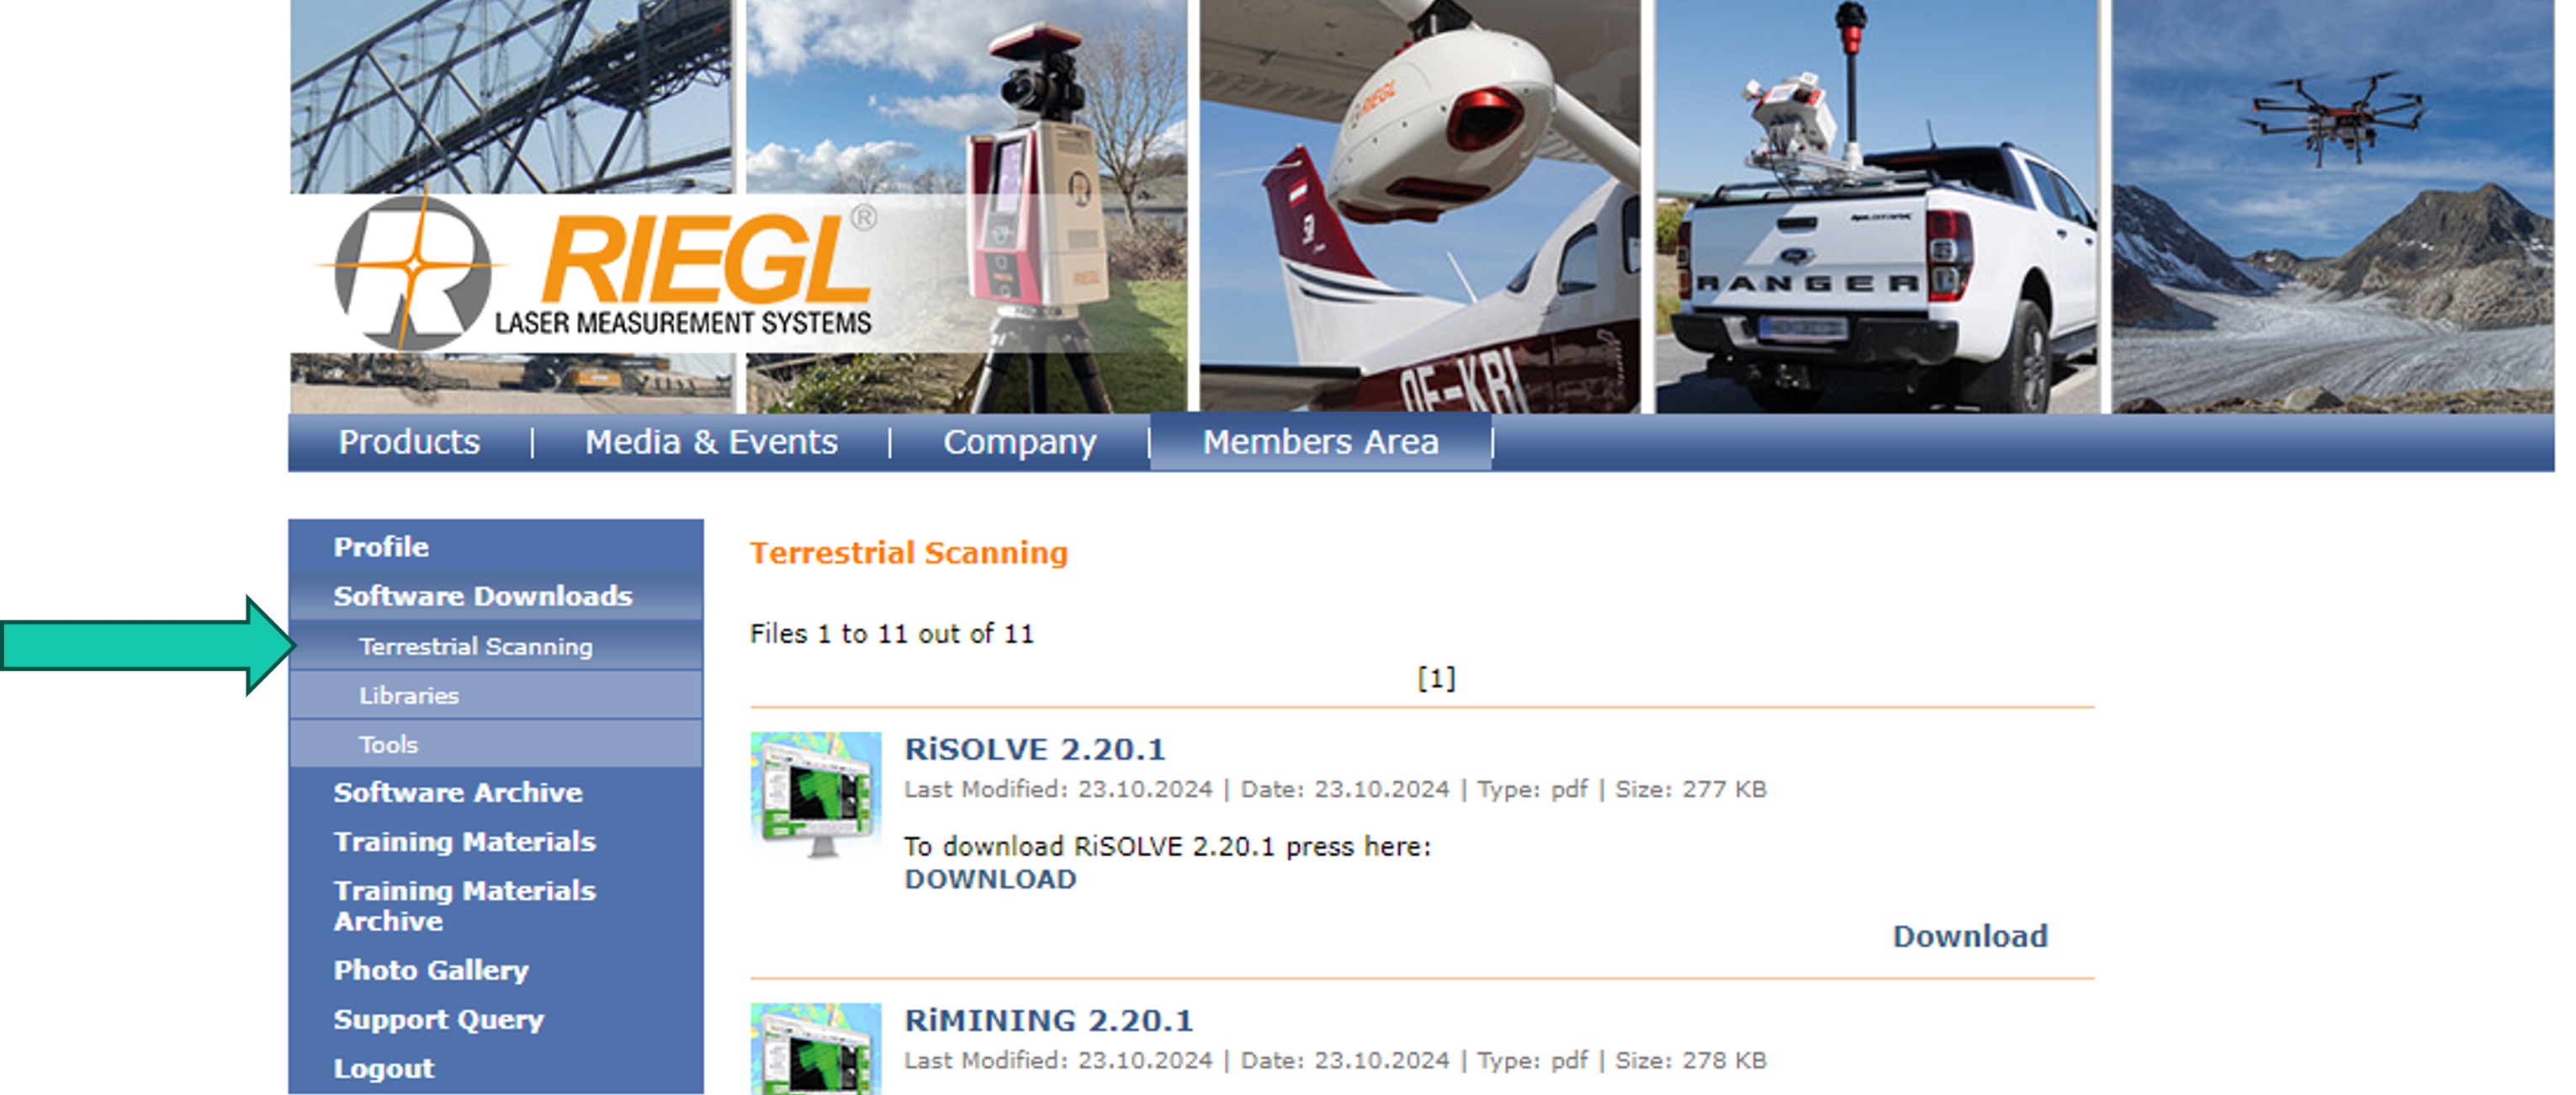 RIEGL®
LASER MEASUREMENT SYSTEMS
RIEGL
RIEGL
OE-KRI
RANGER
Products | Media & Events | Company | Members Area |
Profile
Software Downloads
Terrestrial Scanning
Libraries
Tools
Software Archive
Training Materials
Training Materials
Archive
Photo Gallery
Support Query
Logout
Terrestrial Scanning
Files 1 to 11 out of 11
[1]
RiSOLVE 2.20.1
Last Modified: 23.10.2024 | Date: 23.10.2024 | Type: pdf | Size: 277 KB
To download RiSOLVE 2.20.1 press here:
DOWNLOAD
Download
RiMINING 2.20.1
Last Modified: 23.10.2024 | Date: 23.10.2024 | Type: pdf | Size: 278 KB